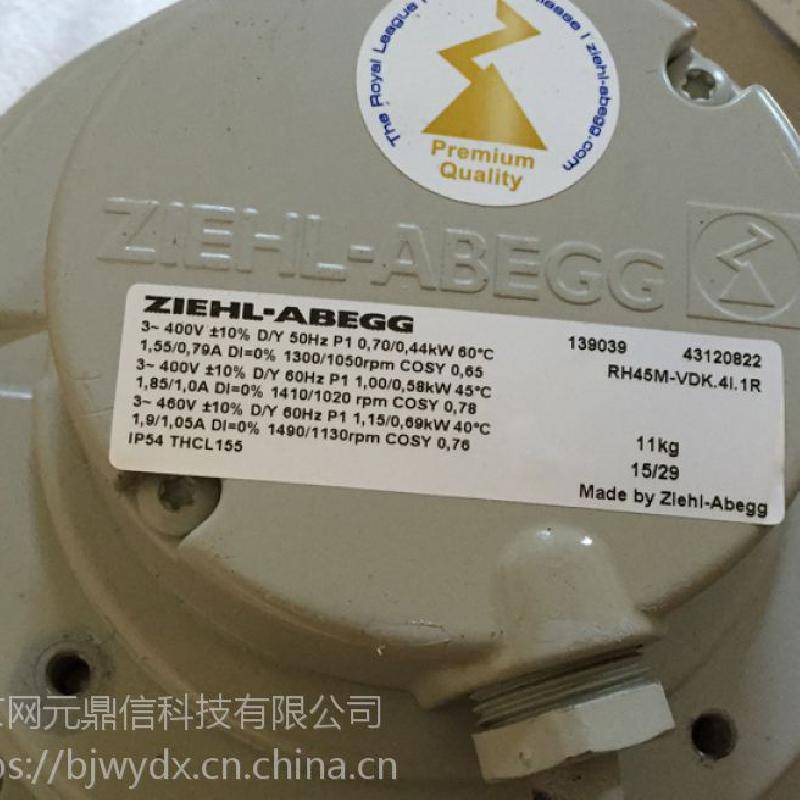 The Royal League
ziehl-abegg.com
Premium
Quality
ZIEHL-ABEGG
ZIEHL-ABEGG
3~ 400V ±10% D/Y 50Hz P1 0,70/0,44kW 60°C
1,55/0,79A DI=0% 1300/1050rpm COSY 0,65
3~ 400V ±10% D/Y 60Hz P1 1,00/0,58kW 45°C
1,85/1,0A DI=0% 1410/1020 rpm COSY 0,78
3~ 460V ±10% D/Y 60Hz P1 1,15/0,69kW 40°C
1,9/1,05A DI=0% 1490/1130rpm COSY 0,76
IP54 THCL155
139039 43120822
RH45M-VDK.4I.1R
11kg
15/29
Made by Ziehl-Abegg
网元鼎信科技有限公司
ps://bjwydx.cn.china.cn